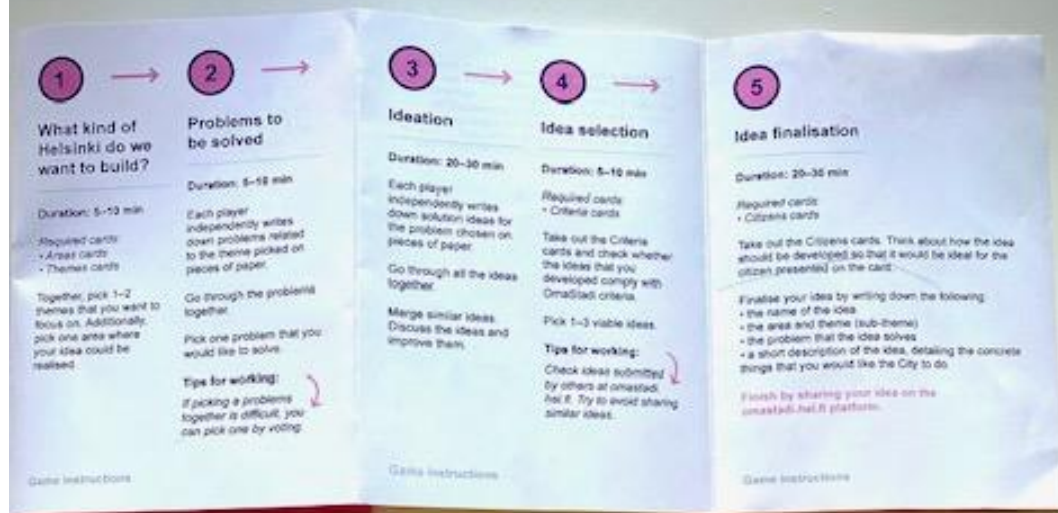 1
What kind of
Helsinki do we
want to build?
Duration: 5–10 min
Required cards:
• Areas cards
• Themes cards
Together, pick 1–2
themes that you want to
focus on. Additionally,
pick one area where
your idea could be
realised.
Game instructions
2
Problems to
be solved
Duration: 5–10 min
Each player
independently writes
down problems related
to the theme picked on
pieces of paper.
Go through the problems
together.
Pick one problem that you
would like to solve.
Tips for working:
If picking a problems
together is difficult, you
can pick one by voting.
3
Ideation
Duration: 20–30 min
Each player
independently writes
down solution ideas for
the problem chosen on
pieces of paper.
Go through all the ideas
together.
Merge similar ideas.
Discuss the ideas and
improve them.
Game instructions
4
Idea selection
Duration: 5–10 min
Required cards:
• Criteria cards
Take out the Criteria
cards and check whether
the ideas that you
developed comply with
OmaStadi criteria.
Pick 1–3 viable ideas.
Tips for working:
Check ideas submitted
by others at omastadi.
hel.fi. Try to avoid sharing
similar ideas.
5
Idea finalisation
Duration: 20–30 min
Required cards:
• Citizens cards
Take out the Citizens cards. Think about how the idea
should be developed so that it would be ideal for the
citizen presented on the card.
Finalise your idea by writing down the following:
• the name of the idea
• the area and theme (sub-theme)
• the problem that the idea solves
• a short description of the idea, detailing the concrete
things that you would like the City to do.
Finish by sharing your idea on the
omastadi.hel.fi platform.
Game instructions